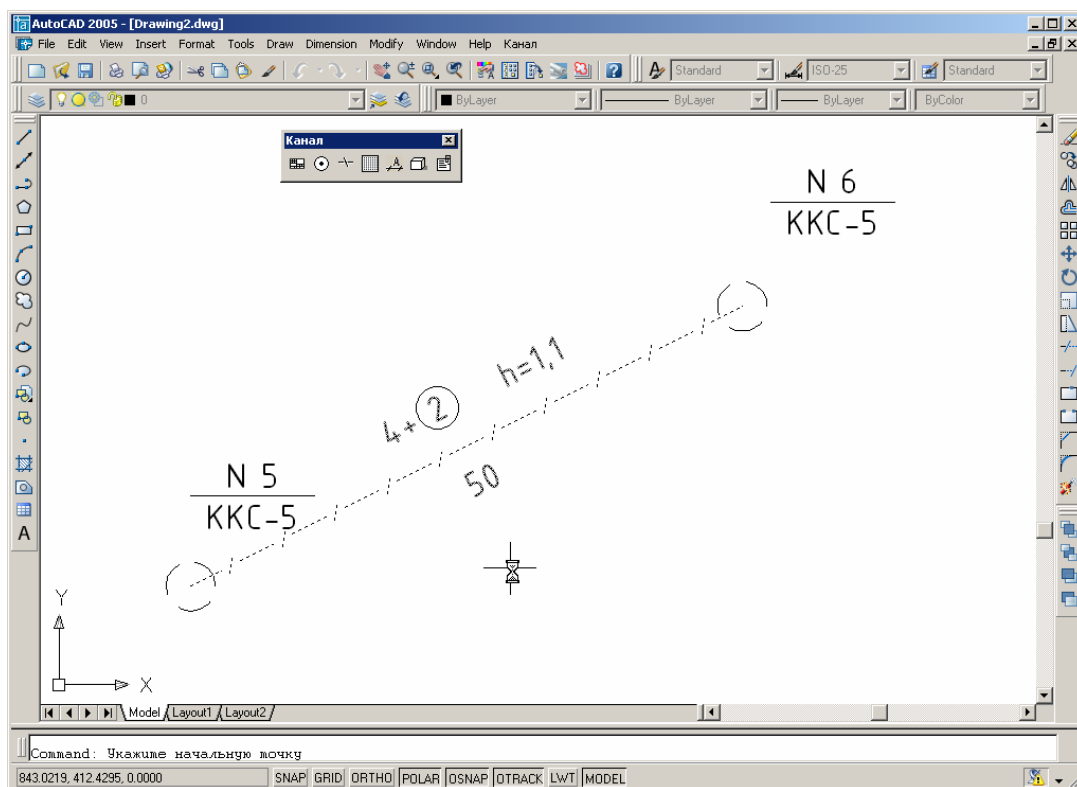 AutoCAD 2005 - [Drawing2.dwg]
File Edit View Insert Format Tools Draw Dimension Modify Window Help Канал
Standard ISO-25 Standard
0 ByLayer ByLayer ByLayer ByColor
Канал
N 6
ККС-5
h=1,1
4+2
50
N 5
ККС-5
Y
X
A
Model Layout1 Layout2
Command: Укажите начальную точку
843.0219, 412.4295, 0.0000 SNAP GRID ORTHO POLAR OSNAP OTRACK LWT MODEL